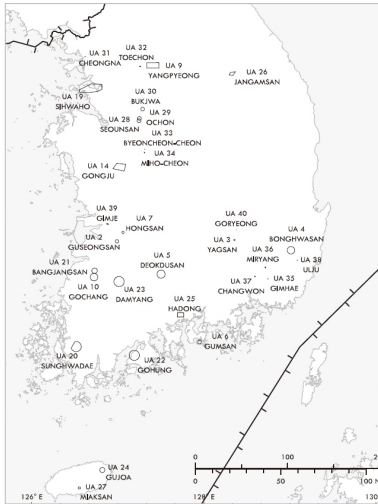 UA 32
TOECHON
UA 31
CHEONGNA
UA 9
YANGPYEONG
UA 26
JANGAMSAN
UA 19
SIHWAHO
UA 30
BUKJWA
UA 29
OCHON
UA 28
SEOUNSAN
UA 33
BYEONCHEON-CHEON
UA 34
MIHO-CHEON
UA 14
GONGJU
UA 39
GIMJE
UA 7
HONGSAN
UA 2
GUSEONGSAN
UA 40
GORYEONG
UA 4
BONGHWASAN
UA 3
YAGSAN
UA 36
MIRYANG
UA 38
ULJU
UA 21
BANGJANGSAN
UA 5
DEOKDUSAN
UA 10
GOCHANG
UA 23
DAMYANG
UA 37
CHANGWON
UA 35
GIMHAE
UA 25
HADONG
UA 6
GUMSAN
UA 20
SUNGHWADAE
UA 22
GOHUNG
UA 24
GUJOA
UA 27
MIAKSAN
0 100
0 50 100 N
126˚E 128˚E 130